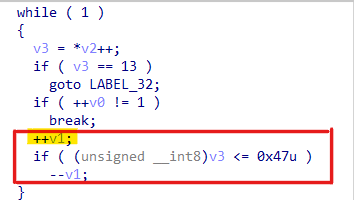 while ( 1 )
{
v3 = *v2++;
if ( v3 == 13 )
goto LABEL_32;
if ( ++v0 != 1 )
break;
++v1;
if ( (unsigned __int8)v3 <= 0x47u )
--v1;
}